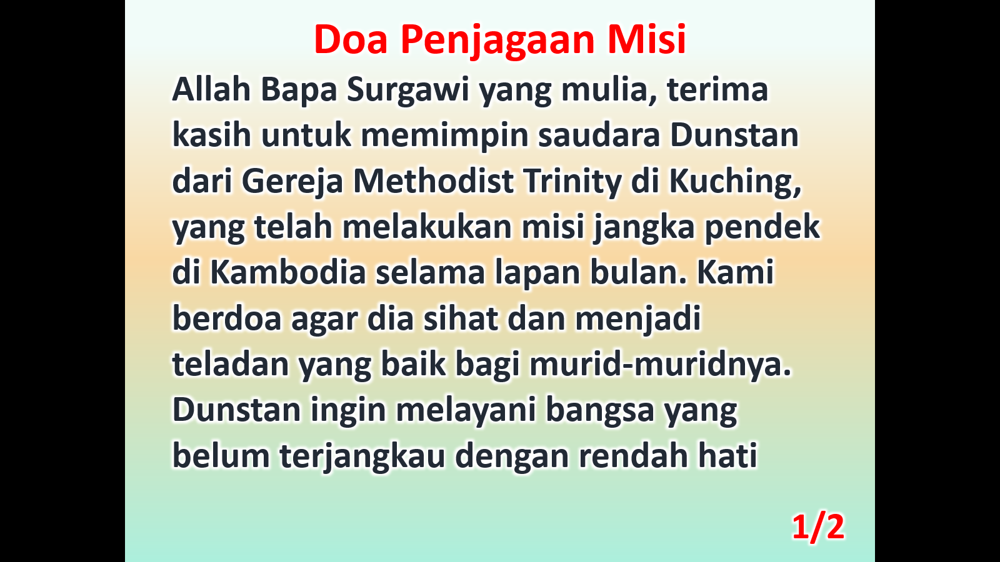 Doa Penjagaan Misi
Allah Bapa Surgawi yang mulia, terima
kasih untuk memimpin saudara Dunstan
dari Gereja Methodist Trinity di Kuching,
yang telah melakukan misi jangka pendek
di Kambodia selama lapan bulan. Kami
berdoa agar dia sihat dan menjadi
teladan yang baik bagi murid-muridnya.
Dunstan ingin melayani bangsa yang
belum terjangkau dengan rendah hati
1/2